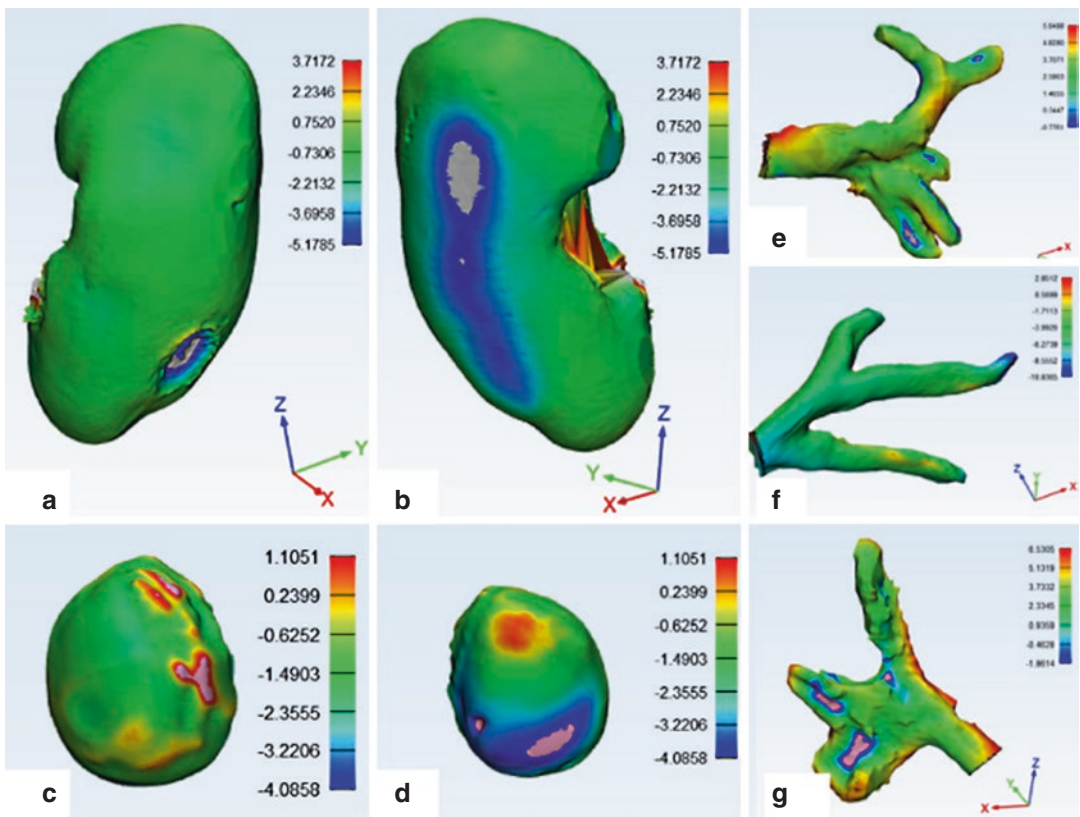 3.7172
2.2346
0.7520
-0.7306
-2.2132
-3.6958
-5.1785
Z
Y
X
a
3.7172
2.2346
0.7520
-0.7306
-2.2132
-3.6958
-5.1785
Z
Y
X
b
1.1051
0.2399
-0.6252
-1.4903
-2.3555
-3.2206
-4.0858
c
1.1051
0.2399
-0.6252
-1.4903
-2.3555
-3.2206
-4.0858
d
X
e
Z
Y
X
f
5.1319
3.7332
2.3345
0.9359
-0.4628
-1.8614
Z
Y
X
g